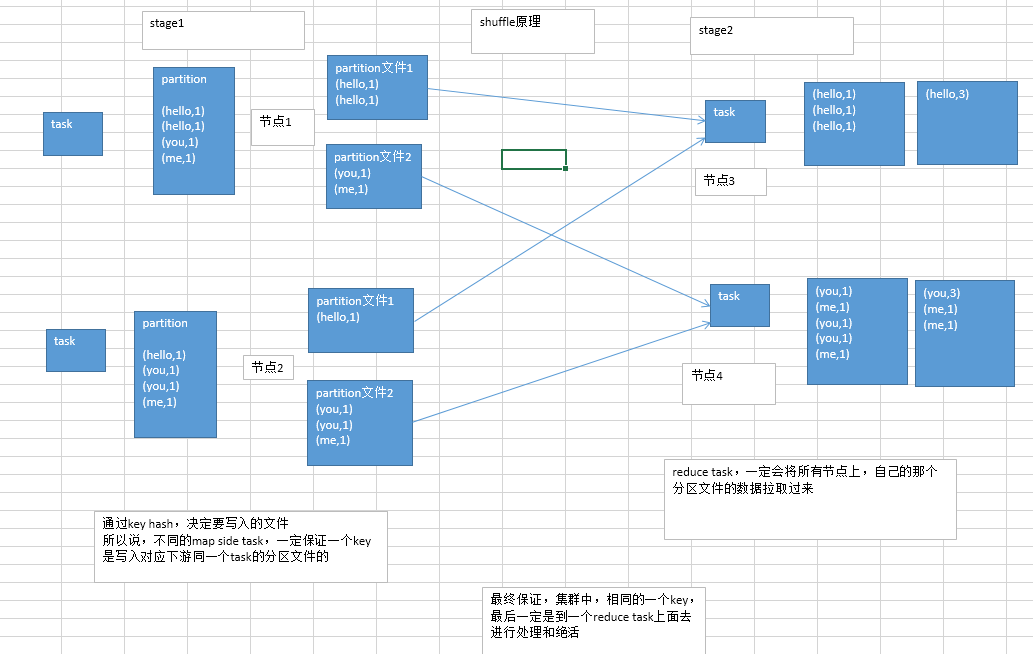 stage1
shuffle原理
stage2
task
partition
(hello,1)
(hello,1)
(you,1)
(me,1)
节点1
partition文件1
(hello,1)
(hello,1)
partition文件2
(you,1)
(me,1)
task
(hello,1)
(hello,1)
(hello,1)
(hello,3)
节点3
task
partition
(hello,1)
(you,1)
(you,1)
(me,1)
节点2
partition文件1
(hello,1)
partition文件2
(you,1)
(you,1)
(me,1)
task
(you,1)
(me,1)
(you,1)
(you,1)
(me,1)
(you,3)
(me,1)
(me,1)
节点4
reduce task，一定会将所有节点上，自己的那个
分区文件的数据拉取过来
通过key hash，决定要写入的文件
所以说，不同的map side task，一定保证一个key
是写入对应下游同一个task的分区文件的
最终保证，集群中，相同的一个key，
最后一定是到一个reduce task上面去
进行处理和绝活